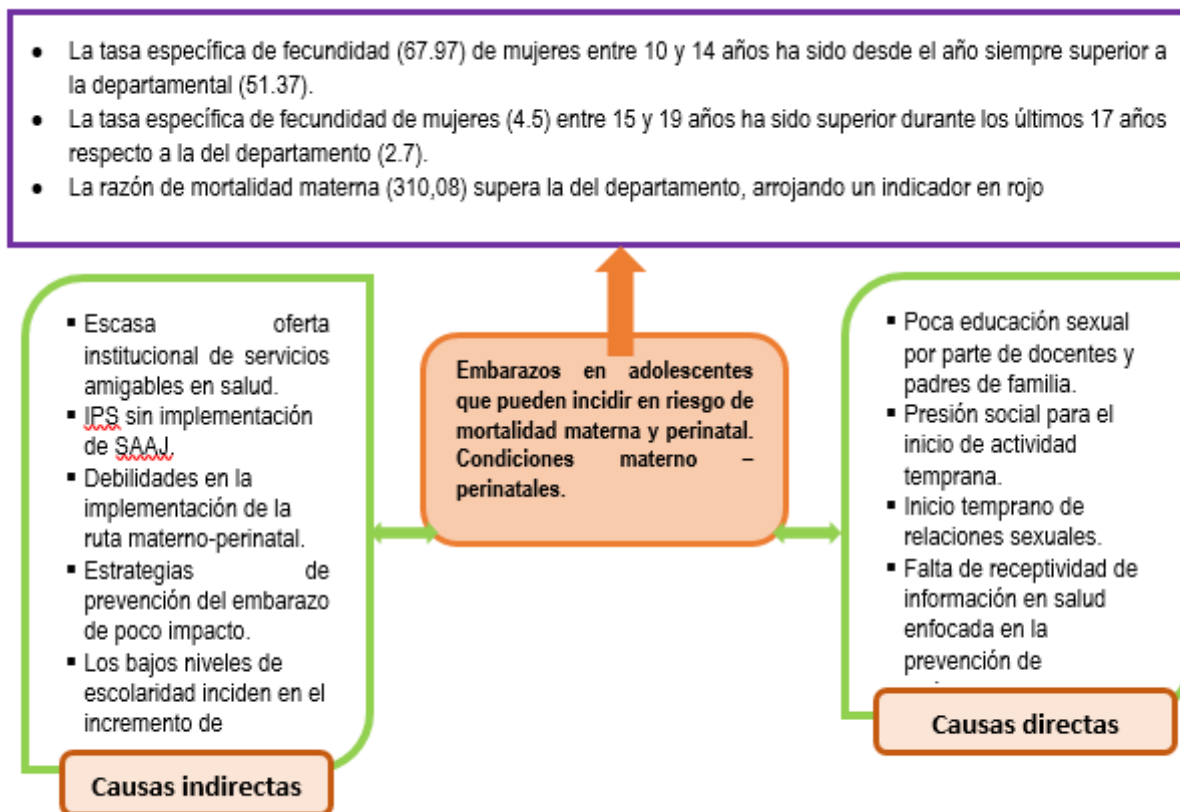 ● La tasa específica de fecundidad (67.97) de mujeres entre 10 y 14 años ha sido desde el año siempre superior a
la departamental (51.37).
● La tasa específica de fecundidad de mujeres (4.5) entre 15 y 19 años ha sido superior durante los últimos 17 años
respecto a la del departamento (2.7).
● La razón de mortalidad materna (310,08) supera la del departamento, arrojando un indicador en rojo
▪ Escasa oferta
institucional de servicios
amigables en salud.
▪ IPS sin implementación
de SAAJ.
▪ Debilidades en la
implementación de la
ruta materno-perinatal.
▪ Estrategias de
prevención del embarazo
de poco impacto.
▪ Los bajos niveles de
escolaridad inciden en el
incremento de
Causas indirectas
Embarazos en adolescentes
que pueden incidir en riesgo de
mortalidad materna y perinatal.
Condiciones materno –
perinatales.
▪ Poca educación sexual
por parte de docentes y
padres de familia.
▪ Presión social para el
inicio de actividad
temprana.
▪ Inicio temprano de
relaciones sexuales.
▪ Falta de receptividad de
información en salud
enfocada en la
prevención de
Causas directas